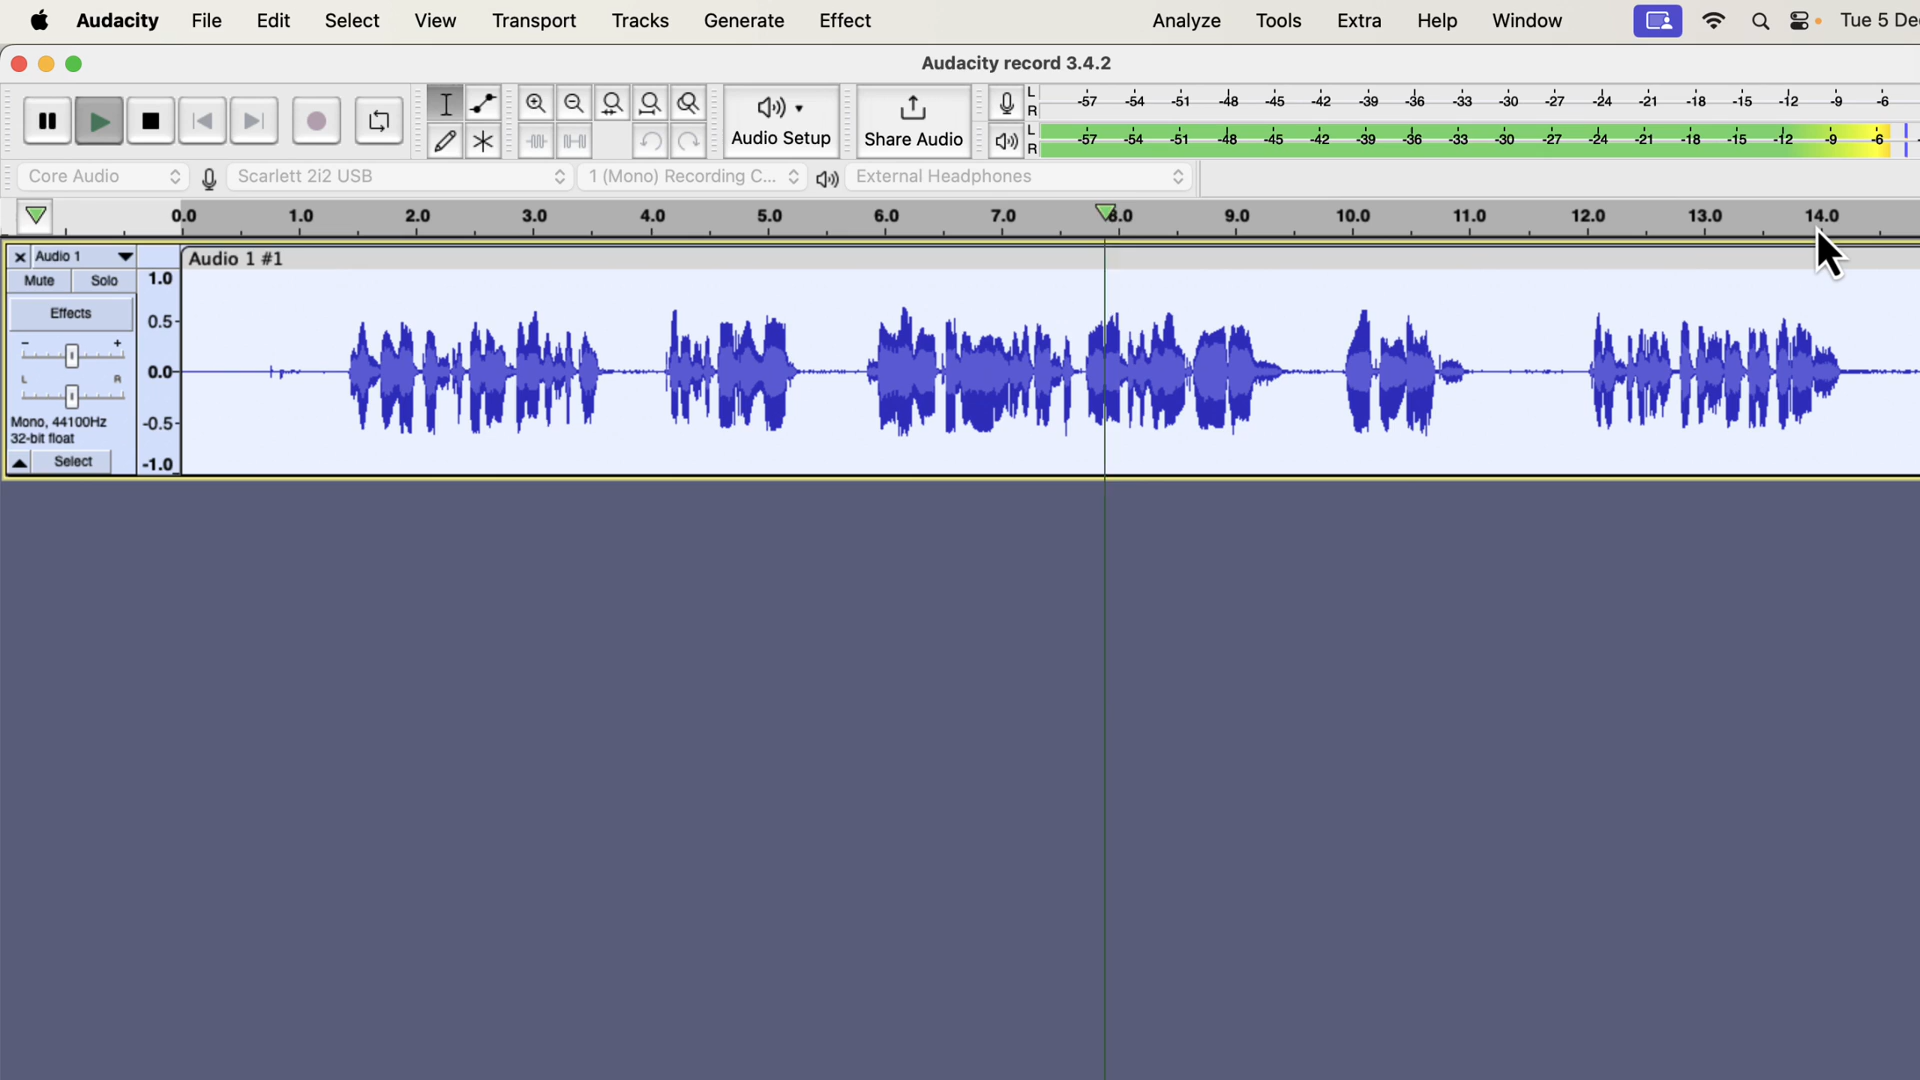 Audacity File Edit Select View Transport Tracks Generate Effect Analyze Tools Extra Help Window Tue 5 De
Audacity record 3.4.2
L
R
-57 -54 -51 -48 -45 -42 -39 -36 -33 -30 -27 -24 -21 -18 -15 -12 -9 -6
Audio Setup
Share Audio
L
R
-57 -54 -51 -48 -45 -42 -39 -36 -33 -30 -27 -24 -21 -18 -15 -12 -9 -6
Core Audio Scarlett 2i2 USB 1 (Mono) Recording C... External Headphones
0.0 1.0 2.0 3.0 4.0 5.0 6.0 7.0 8.0 9.0 10.0 11.0 12.0 13.0 14.0
Audio 1
Audio 1 #1
Mute Solo
1.0
Effects
0.5-
- +
0.0-
L R
Mono, 44100Hz
-0.5-
32-bit float
Select
-1.0